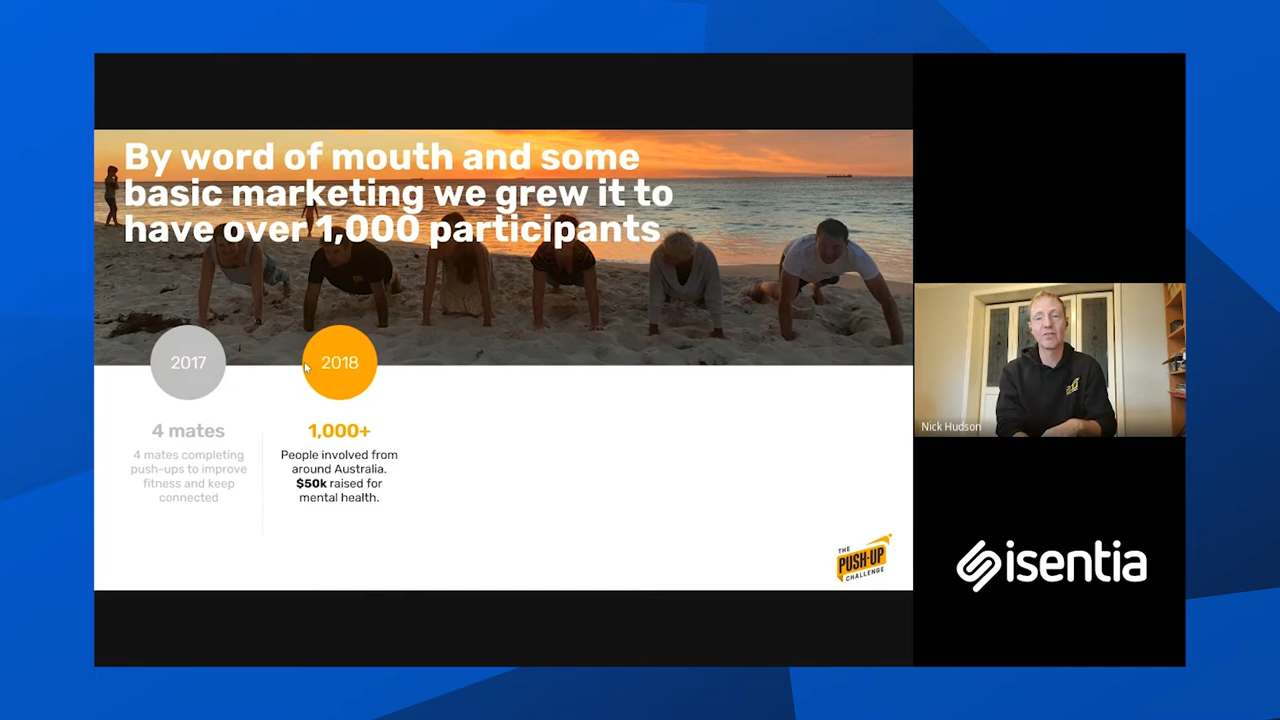 By word of mouth and some
basic marketing we grew it to
have over 1,000 participants
2017
2018
4 mates
4 mates completing
push-ups to improve
fitness and keep
connected
1,000+
People involved from
around Australia.
$50k raised for
mental health.
THE
PUSH-UP
CHALLENGE
Nick Hudson
isentia